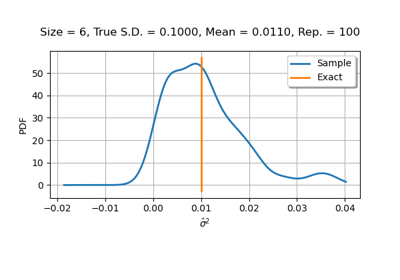 Size = 6, True S.D. = 0.1000, Mean = 0.0110, Rep. = 100
Sample
Exact
PDF
50
40
30
20
10
0
−0.02 −0.01 0.00 0.01 0.02 0.03 0.04
σ̂²